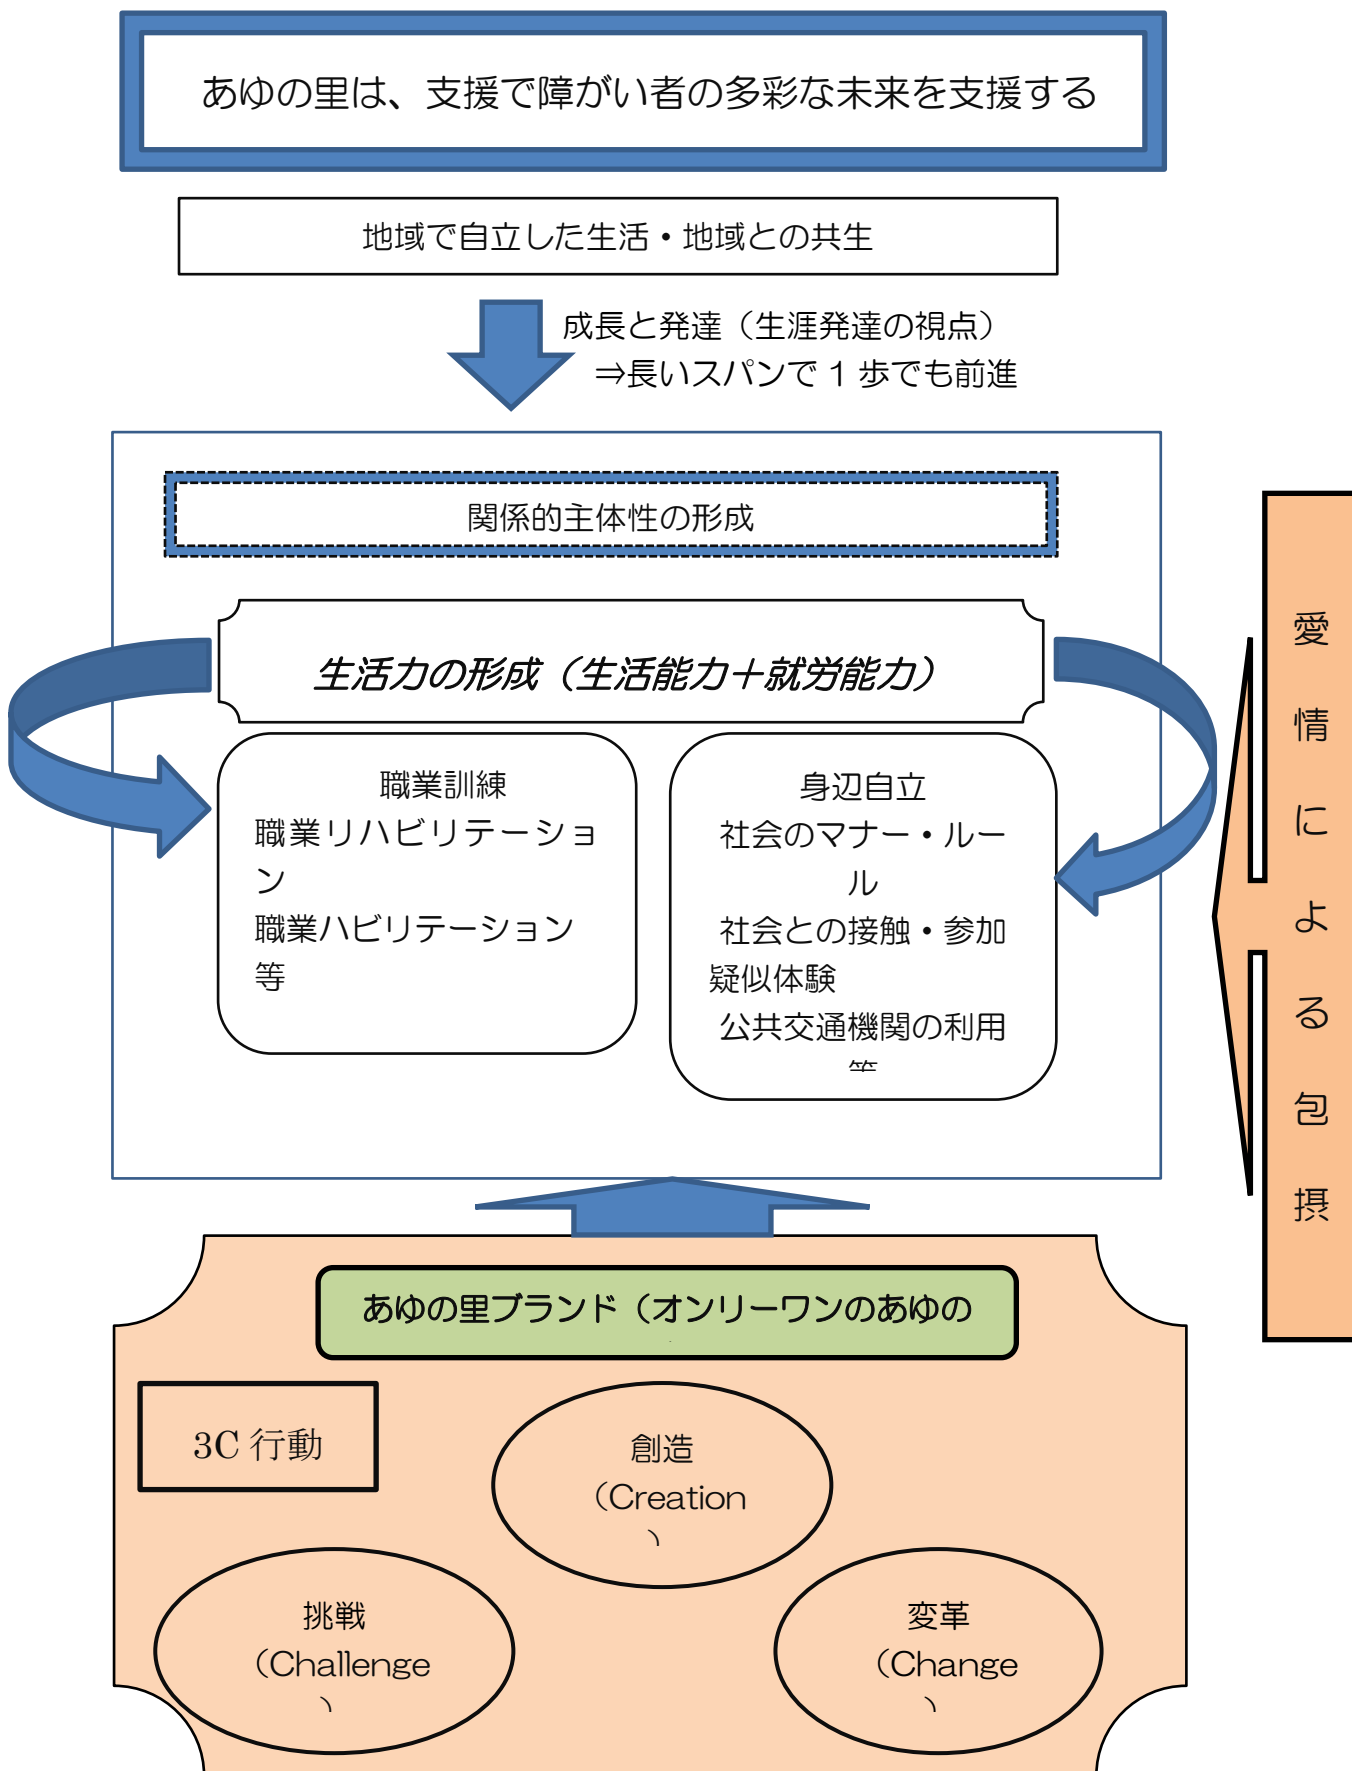 あゆの里は、支援で障がい者の多彩な未来を支援する
地域で自立した生活・地域との共生
成長と発達（生涯発達の視点）
⇒長いスパンで１歩でも前進
関係的主体性の形成
生活力の形成（生活能力＋就労能力）
職業訓練
職業リハビリテーショ
ン
職業ハビリテーション
等
身辺自立
社会のマナー・ルー
ル
社会との接触・参加
疑似体験
公共交通機関の利用
愛情による包摂
あゆの里ブランド（オンリーワンのあゆの
3C 行動
創造
（Creation
）
挑戦
（Challenge
）
変革
（Change
）